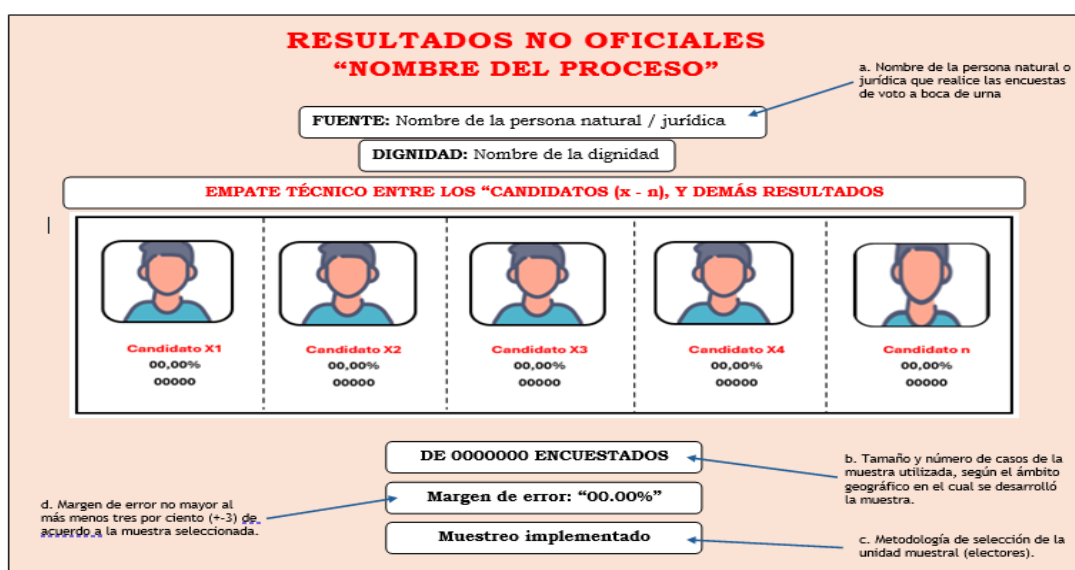 RESULTADOS NO OFICIALES
“NOMBRE DEL PROCESO”
a. Nombre de la persona natural o
jurídica que realice las encuestas
de voto a boca de urna
FUENTE: Nombre de la persona natural / jurídica
DIGNIDAD: Nombre de la dignidad
EMPATE TÉCNICO ENTRE LOS “CANDIDATOS (x - n), Y DEMÁS RESULTADOS
Candidato X1
00,00%
00000
Candidato X2
00,00%
00000
Candidato X3
00,00%
00000
Candidato X4
00,00%
00000
Candidato n
00,00%
00000
DE 0000000 ENCUESTADOS
b. Tamaño y número de casos de la
muestra utilizada, según el ámbito
geográfico en el cual se desarrolló
la muestra.
d. Margen de error no mayor al
más menos tres por ciento (+-3) de
acuerdo a la muestra seleccionada.
Margen de error: “00.00%”
Muestreo implementado
c. Metodología de selección de la
unidad muestral (electores).